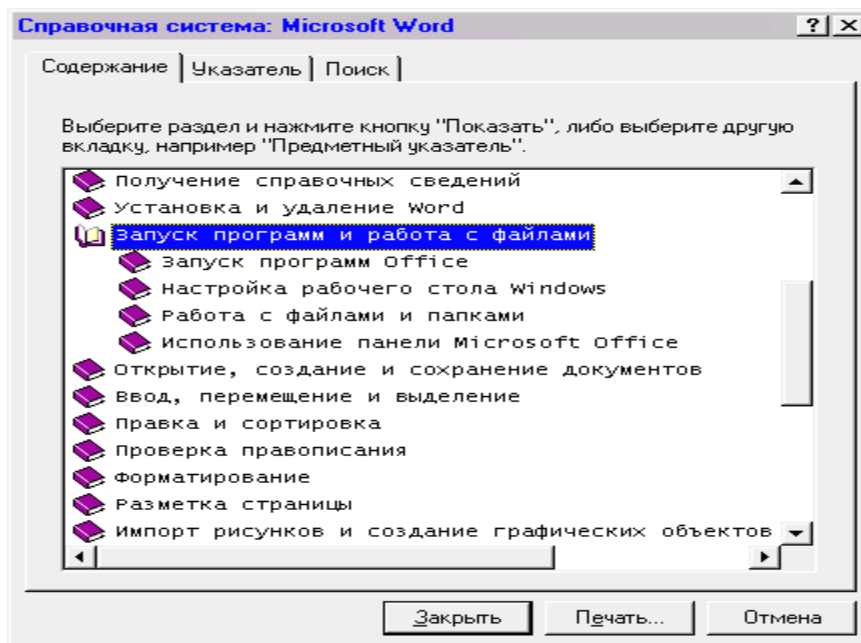 Справочная система: Microsoft Word
Содержание Указатель Поиск
Выберите раздел и нажмите кнопку "Показать", либо выберите другую
вкладку, например "Предметный указатель".
Получение справочных сведений
Установка и удаление Word
Запуск программ и работа с файлами
Запуск программ Office
Настройка рабочего стола Windows
Работа с файлами и папками
Использование панели Microsoft Office
Открытие, создание и сохранение документов
Ввод, перемещение и выделение
Правка и сортировка
Проверка правописания
Форматирование
Разметка страницы
Импорт рисунков и создание графических объектов
Закрыть Печать... Отмена